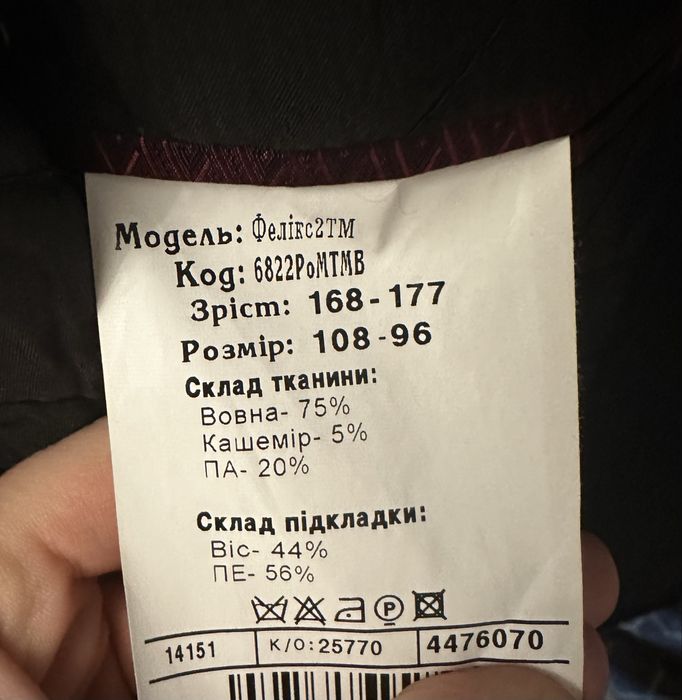 Модель: Фелікс2ТМ
Код: 6822РоМТМВ
Зріст: 168-177
Розмір: 108-96
Склад тканини:
Вовна- 75%
Кашемір- 5%
ПА- 20%
Склад підкладки:
Віс- 44%
ПЕ- 56%
P
14151 К/О:25770 4476070